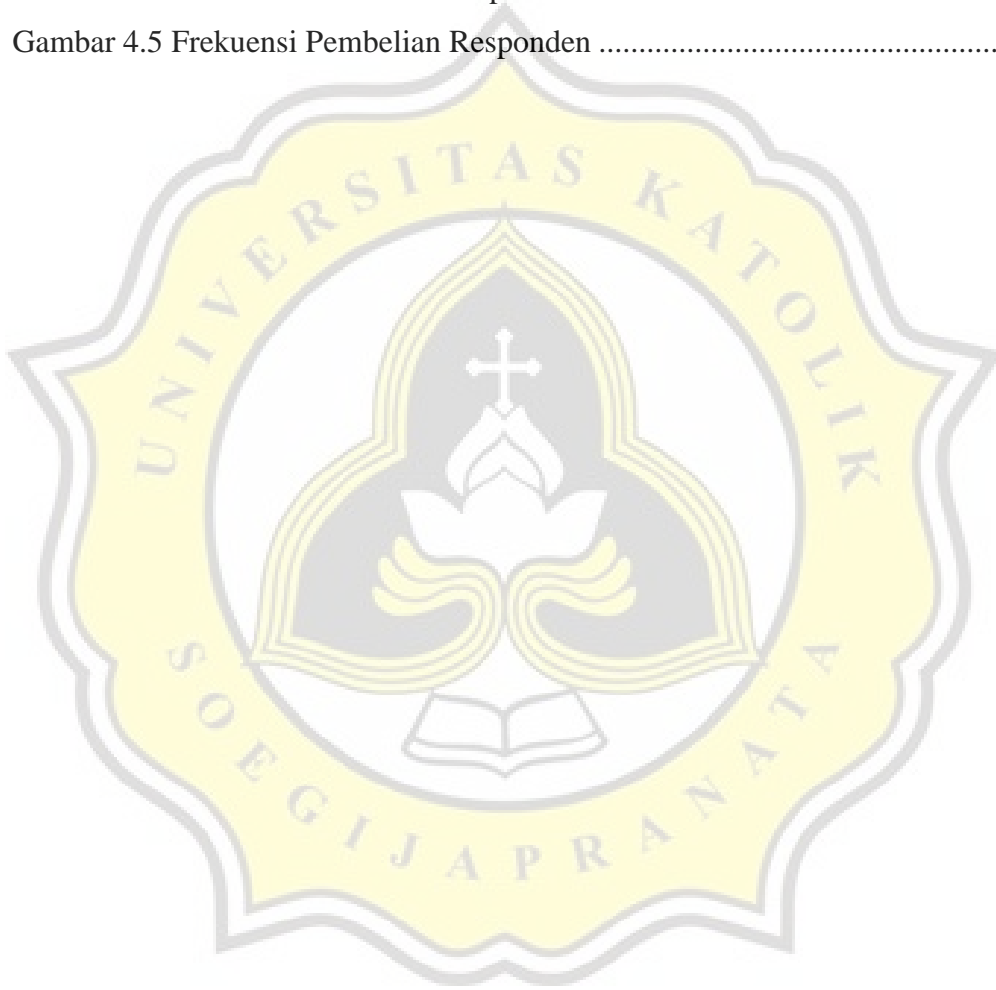 Gambar 4.5 Frekuensi Pembelian Responden ..........................................
UNIVERSITAS KATOLIK
SOEGIJAPRANATA